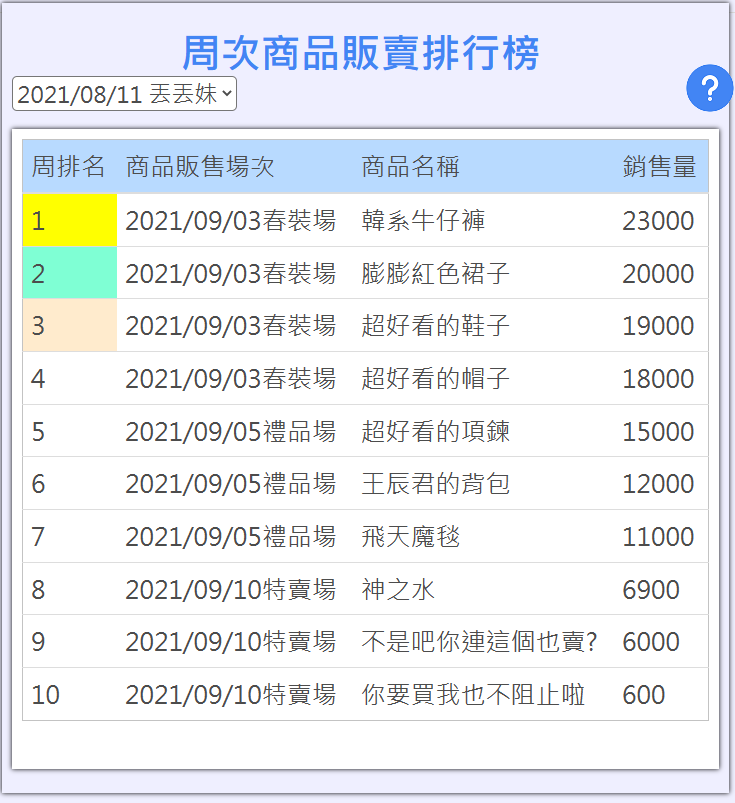 周次商品販賣排行榜
2021/08/11 丟丟妹
?
周排名 商品販售場次 商品名稱 銷售量
1 2021/09/03春裝場 韓系牛仔褲 23000
2 2021/09/03春裝場 膨膨紅色裙子 20000
3 2021/09/03春裝場 超好看的鞋子 19000
4 2021/09/03春裝場 超好看的帽子 18000
5 2021/09/05禮品場 超好看的項鍊 15000
6 2021/09/05禮品場 王辰君的背包 12000
7 2021/09/05禮品場 飛天魔毯 11000
8 2021/09/10特賣場 神之水 6900
9 2021/09/10特賣場 不是吧你連這個也賣? 6000
10 2021/09/10特賣場 你要買我也不阻止啦 600